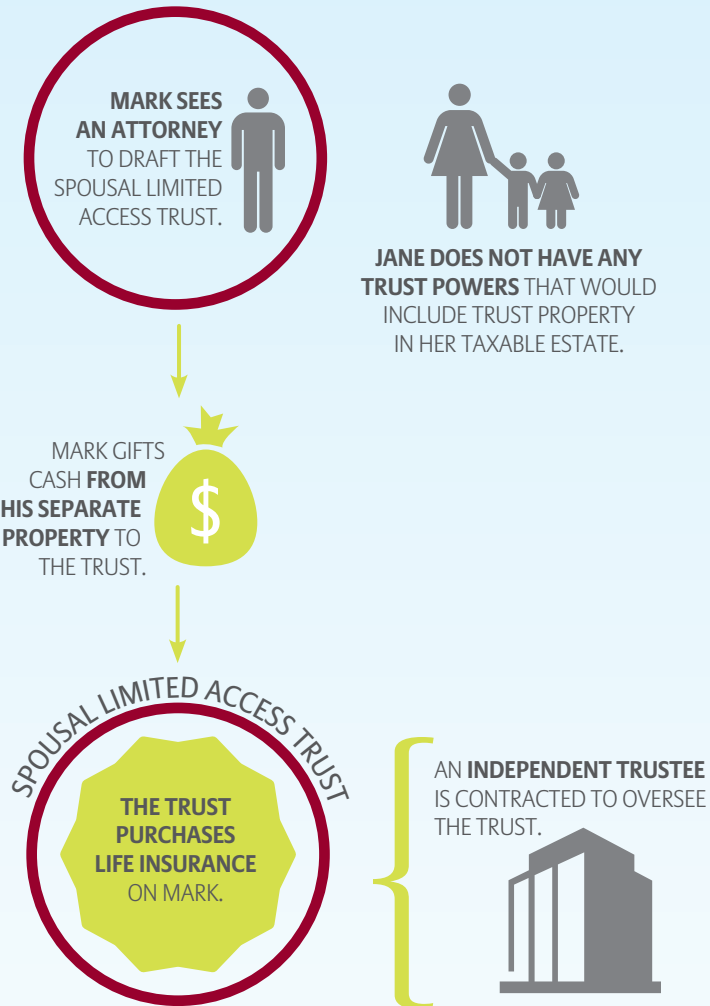 MARK SEES
AN ATTORNEY
TO DRAFT THE
SPOUSAL LIMITED
ACCESS TRUST.
JANE DOES NOT HAVE ANY
TRUST POWERS THAT WOULD
INCLUDE TRUST PROPERTY
IN HER TAXABLE ESTATE.
MARK GIFTS
CASH FROM
HIS SEPARATE
PROPERTY TO
THE TRUST.
$
SPOUSAL LIMITED ACCESS TRUST
THE TRUST
PURCHASES
LIFE INSURANCE
ON MARK.
AN INDEPENDENT TRUSTEE
IS CONTRACTED TO OVERSEE
THE TRUST.